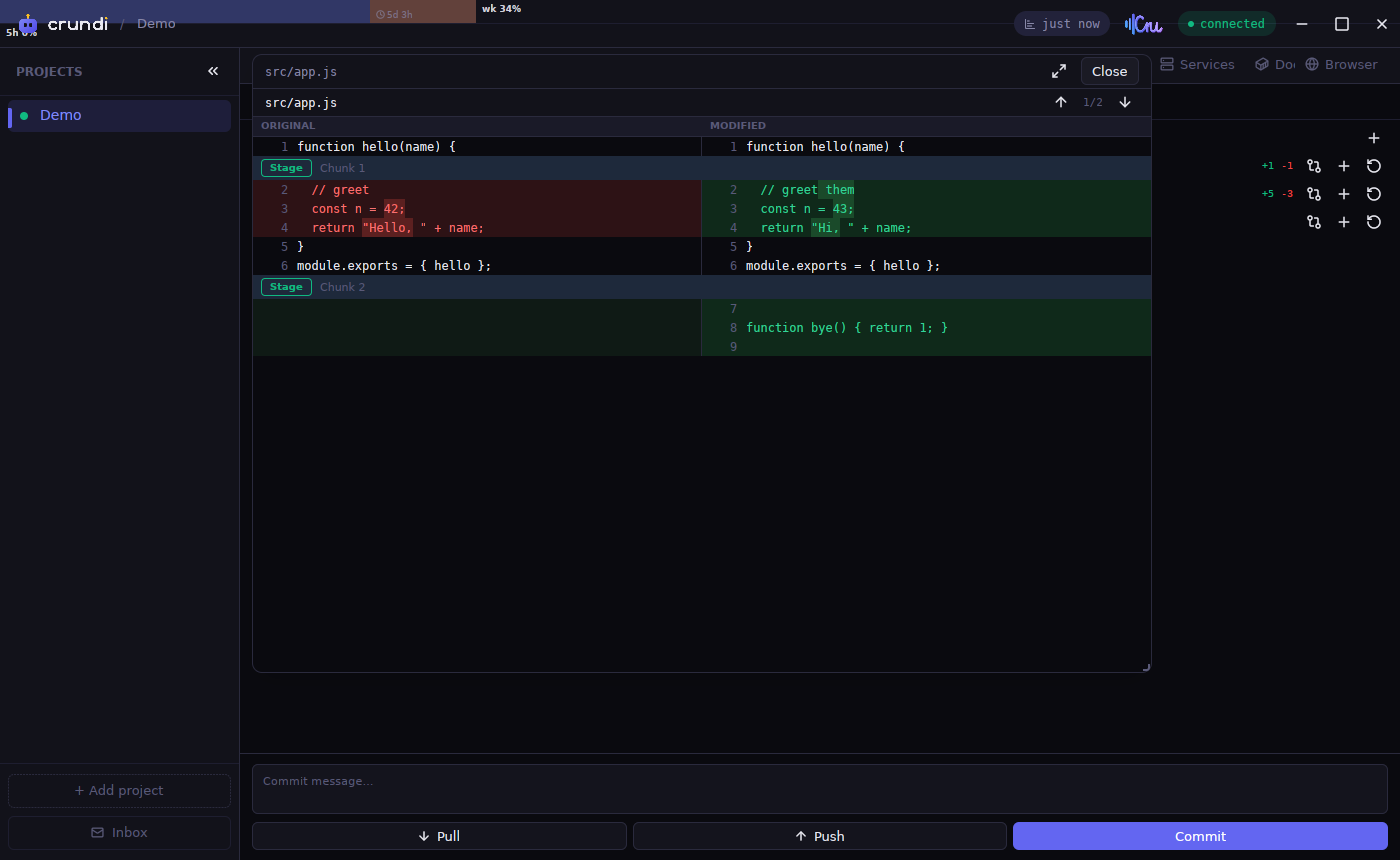 5d 3h
wk 34%
crundi / Demo
just now
Cru
connected
PROJECTS
Demo
+ Add project
Inbox
Services
Browser
src/app.js
Close
src/app.js
1/2
ORIGINAL
MODIFIED
1 function hello(name) {
1 function hello(name) {
Stage Chunk 1
2 // greet
2 // greet them
3 const n = 42;
3 const n = 43;
4 return "Hello, " + name;
4 return "Hi, " + name;
5 }
5 }
6 module.exports = { hello };
6 module.exports = { hello };
Stage Chunk 2
7
8 function bye() { return 1; }
9
+1 -1
+5 -3
Commit message...
Pull
Push
Commit